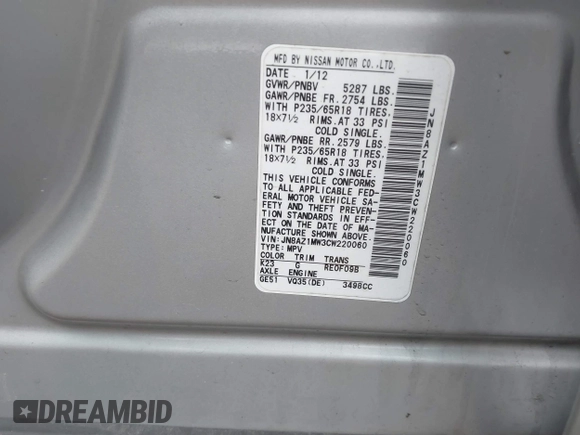 MFD BY NISSAN MOTOR CO.,LTD.
DATE 1/12
GVWR/PNBV 5287 LBS.
GAWR/PNBE FR. 2754 LBS.
WITH P235/65R18 TIRES,
18×7½ RIMS. AT 33 PSI
COLD SINGLE.
GAWR/PNBE RR. 2579 LBS.
WITH P235/65R18 TIRES,
18×7½ RIMS. AT 33 PSI
COLD SINGLE.
THIS VEHICLE CONFORMS
TO ALL APPLICABLE FED-
ERAL MOTOR VEHICLE SA-
FETY AND THEFT PREVEN-
TION STANDARDS IN EFF-
ECT ON THE DATE OF MA-
NUFACTURE SHOWN ABOVE.
VIN: JN8AZ1MW3CW220060
TYPE: MPV
COLOR TRIM TRANS
K23 G RE0F09B
AXLE ENGINE
GE51 VQ35(DE) 3498CC
JN8AZ1MW3CW220060
DREAMBID